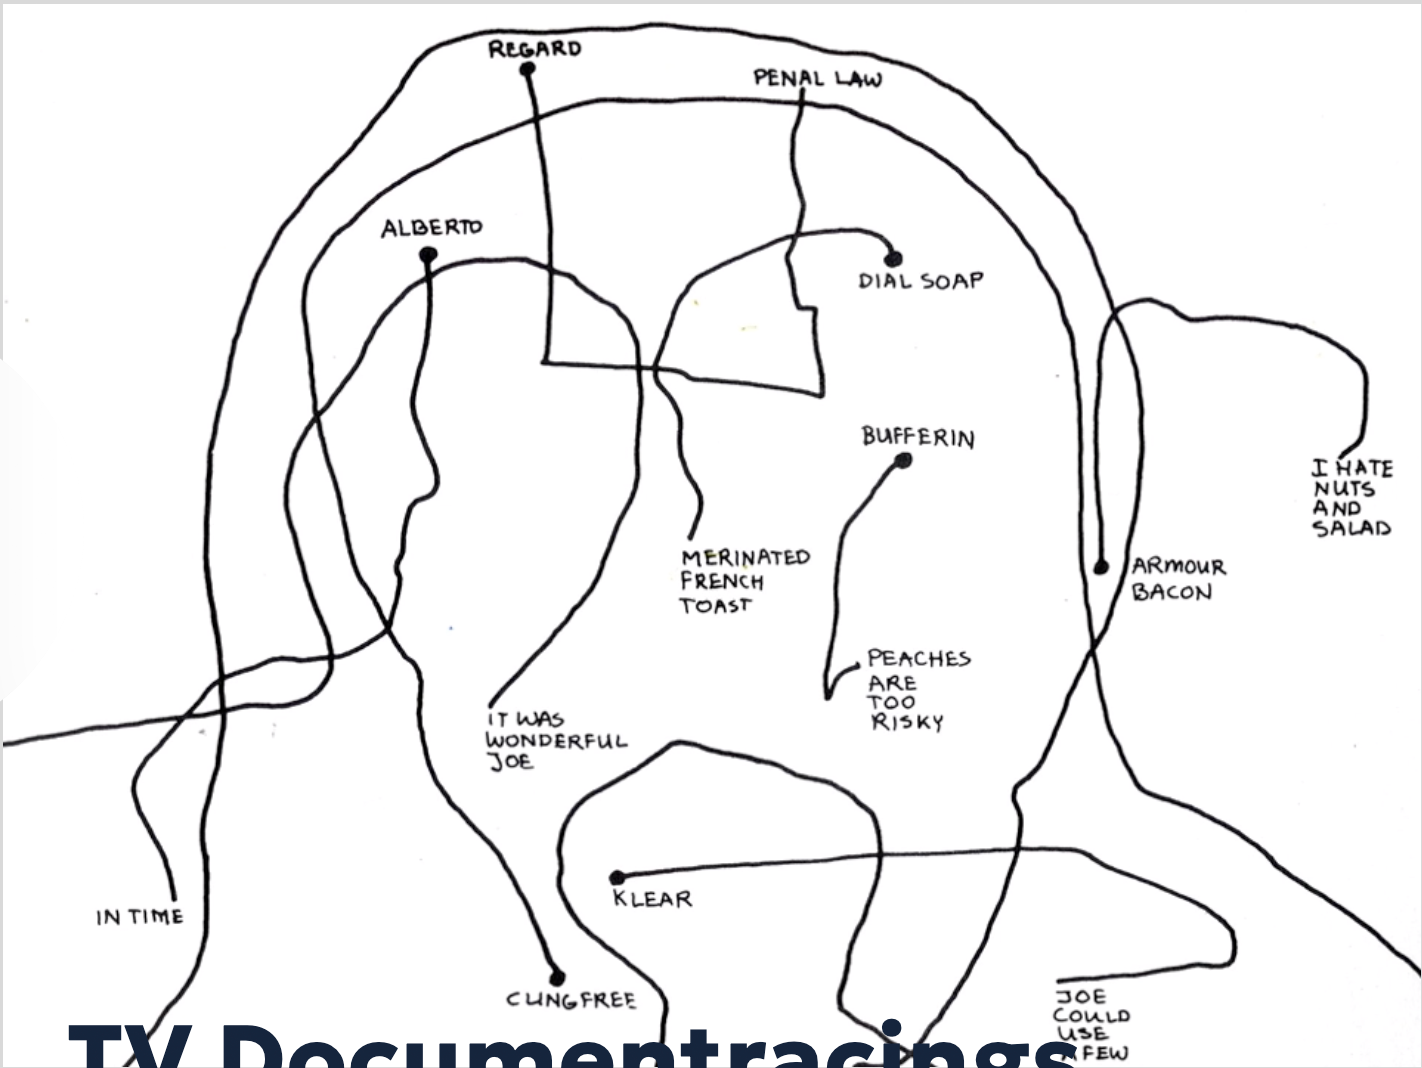 REGARD
PENAL LAW
ALBERTO
DIAL SOAP
BUFFERIN
I HATE
NUTS
AND
SALAD
MERINATED
FRENCH
TOAST
ARMOUR
BACON
PEACHES
ARE
TOO
RISKY
IT WAS
WONDERFUL
JOE
KLEAR
IN TIME
CLINGFREE
JOE
COULD
USE
A FEW
TV Documentracings